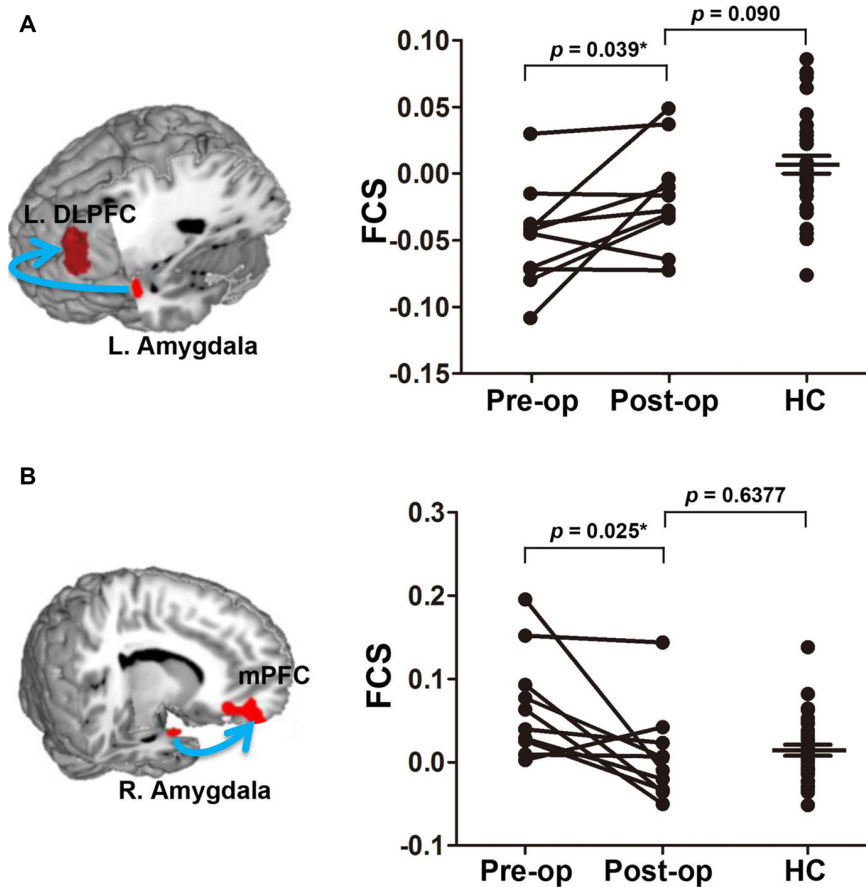 A
p = 0.090
p = 0.039*
0.10
0.05
0.00
-0.05
-0.10
-0.15
FCS
L. DLPFC
L. Amygdala
Pre-op Post-op HC
B
p = 0.6377
p = 0.025*
0.3
0.2
0.1
0.0
-0.1
FCS
mPFC
R. Amygdala
Pre-op Post-op HC